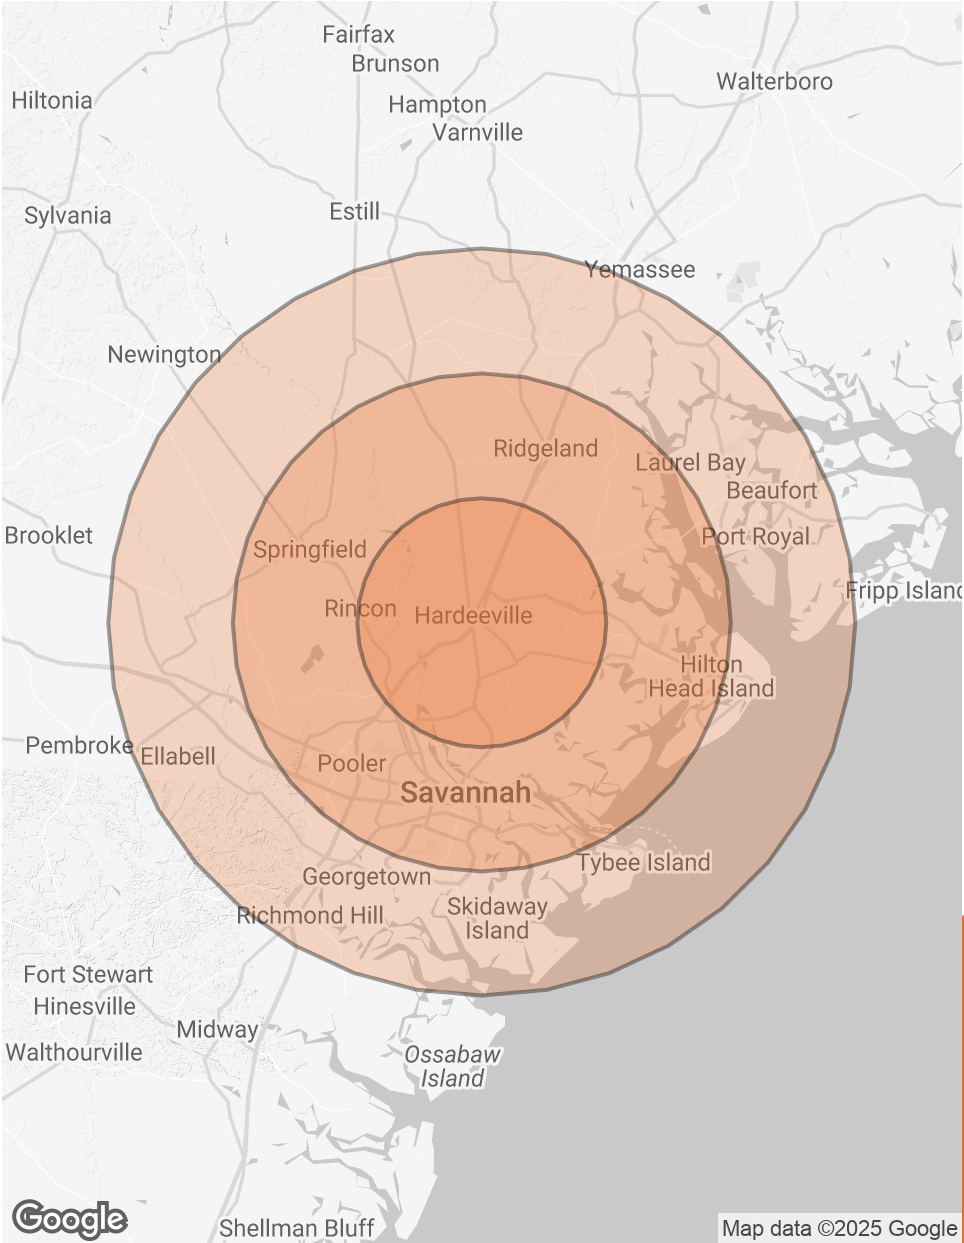 Fairfax
Brunson
Walterboro
Hiltonia
Hampton
Varnville
Estill
Sylvania
Yemassee
Newington
Ridgeland
Laurel Bay
Beaufort
Brooklet
Port Royal
Springfield
Fripp Island
Rincon
Hardeeville
Hilton
Head Island
Pembroke
Ellabell
Pooler
Savannah
Tybee Island
Georgetown
Skidaway
Island
Richmond Hill
Fort Stewart
Hinesville
Midway
Walthourville
Ossabaw
Island
Google
Shellman Bluff
Map data ©2025 Google